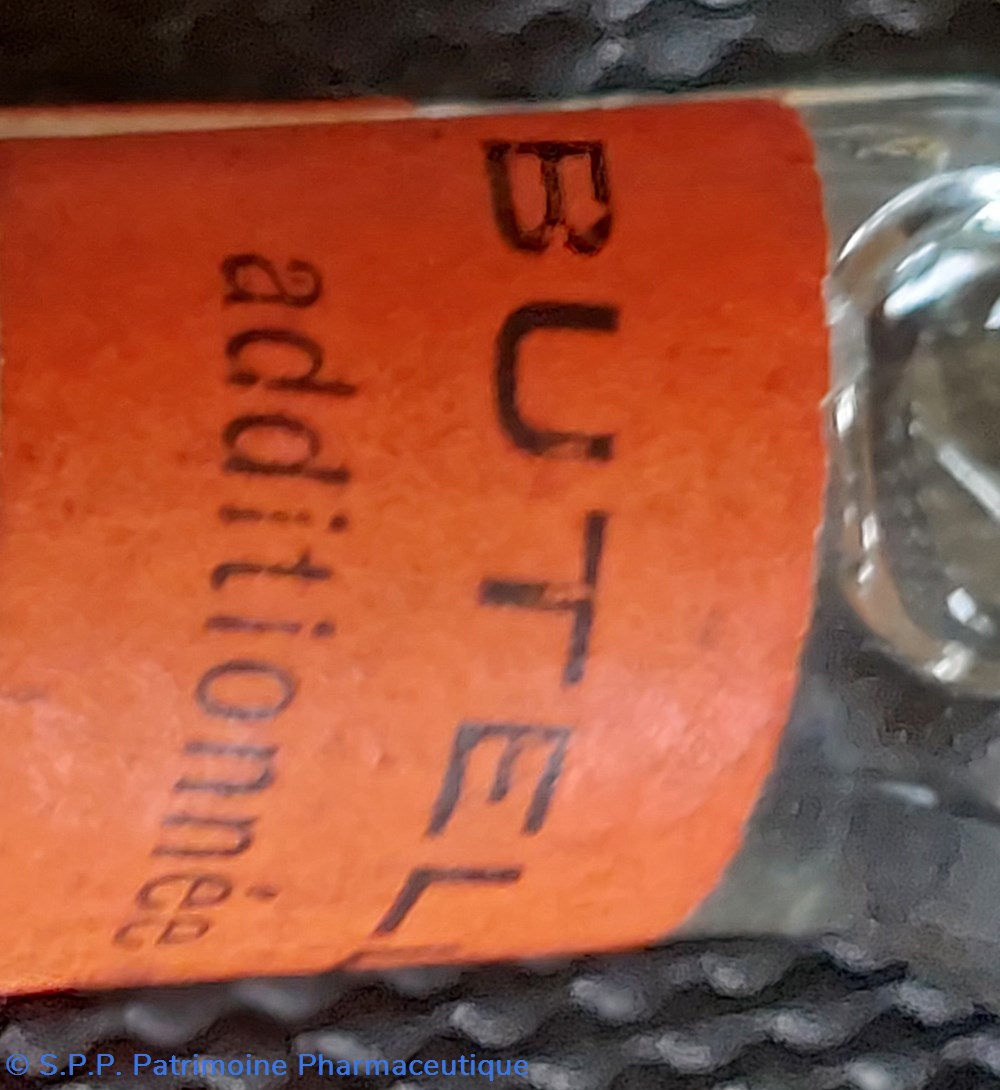 BUTEL
additionnée
© S.P.P. Patrimoine Pharmaceutique